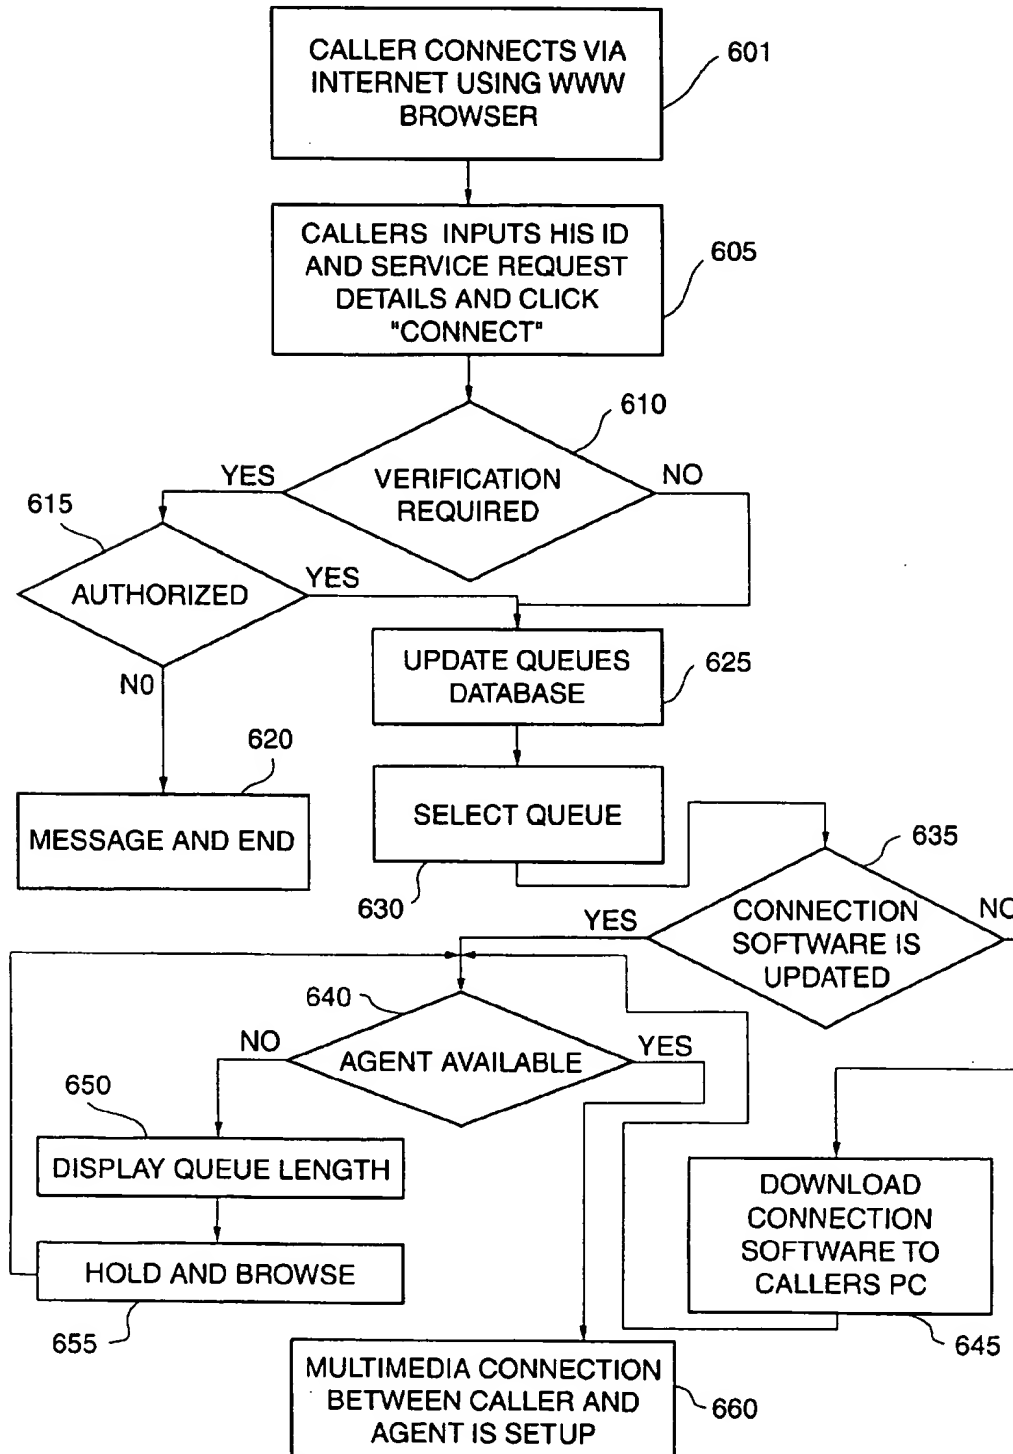 CALLER CONNECTS VIA
INTERNET USING WWW
BROWSER
601
CALLERS INPUTS HIS ID
AND SERVICE REQUEST
DETAILS AND CLICK
"CONNECT"
605
610
YES
VERIFICATION
REQUIRED
NO
615
AUTHORIZED
YES
N0
UPDATE QUEUES
DATABASE
625
620
MESSAGE AND END
SELECT QUEUE
630
635
YES
CONNECTION
SOFTWARE IS
UPDATED
NO
640
NO
AGENT AVAILABLE
YES
650
DISPLAY QUEUE LENGTH
HOLD AND BROWSE
655
DOWNLOAD
CONNECTION
SOFTWARE TO
CALLERS PC
645
MULTIMEDIA CONNECTION
BETWEEN CALLER AND
AGENT IS SETUP
660